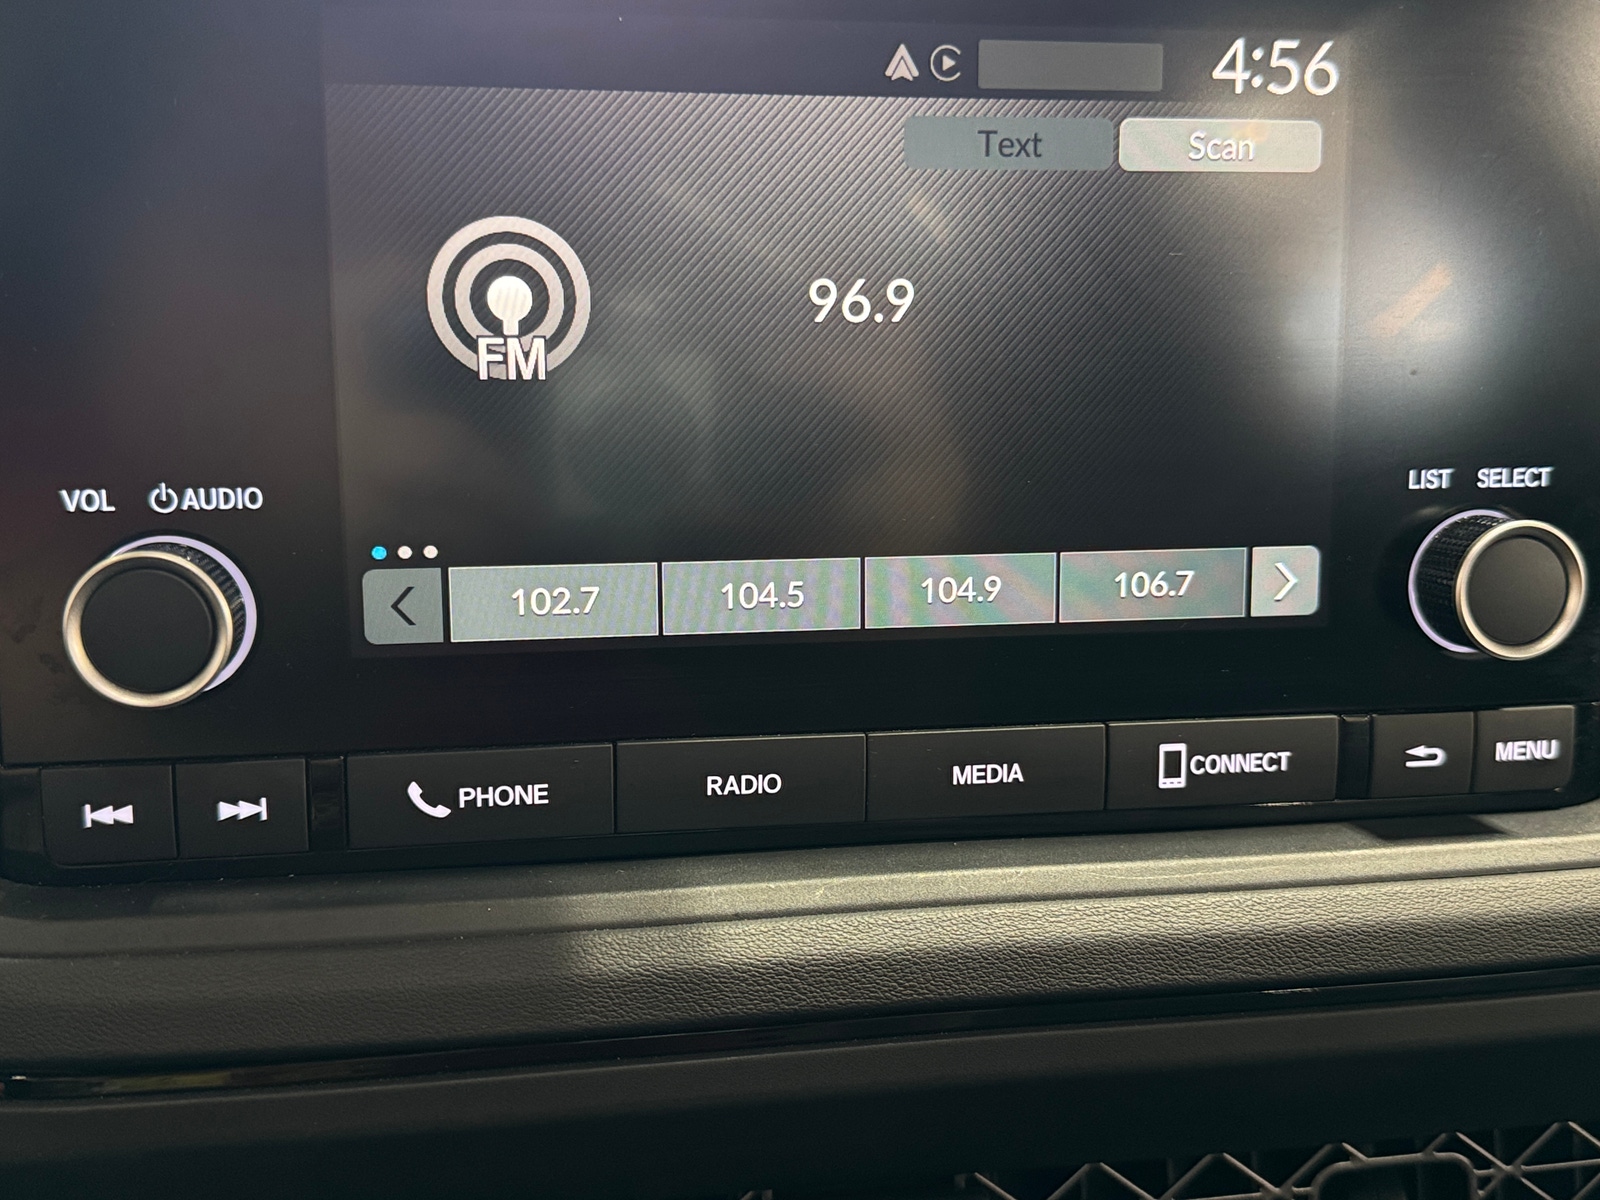 4:56
Text Scan
96.9
FM
VOL AUDIO
LIST SELECT
102.7 104.5 104.9 106.7
PHONE RADIO MEDIA CONNECT MENU